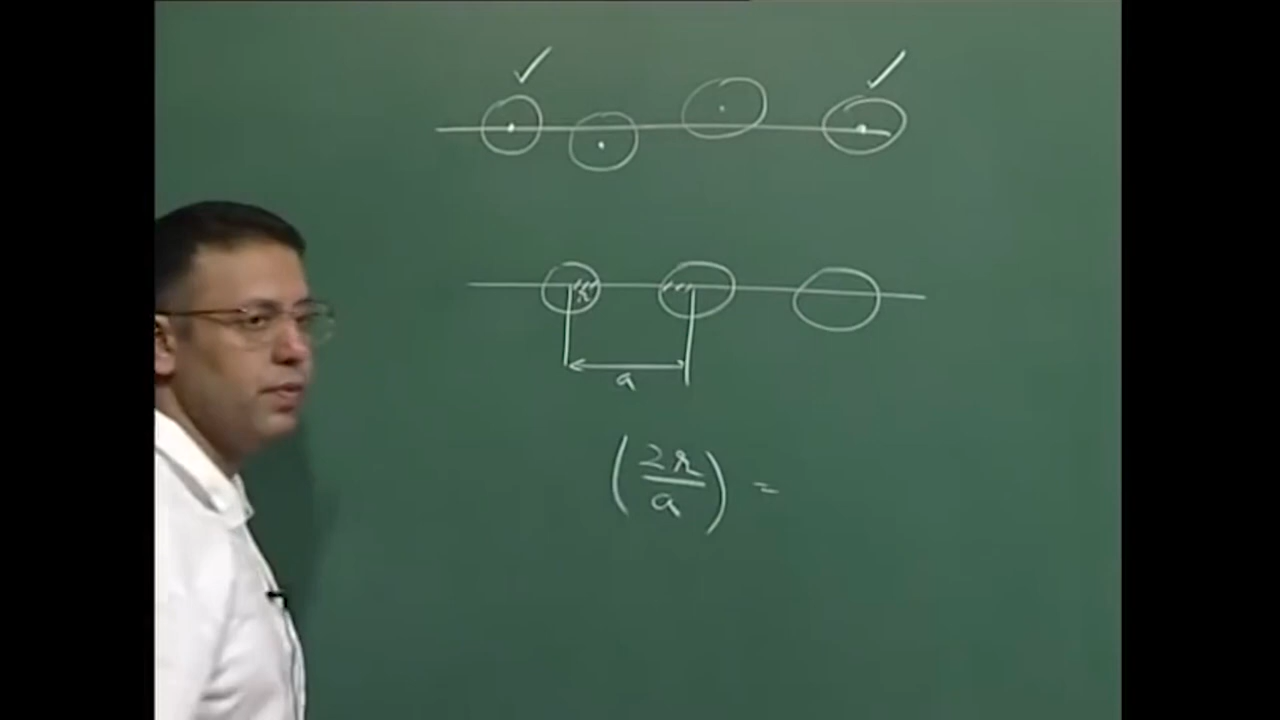 ✓ ✓
r
a
(2r/a) =